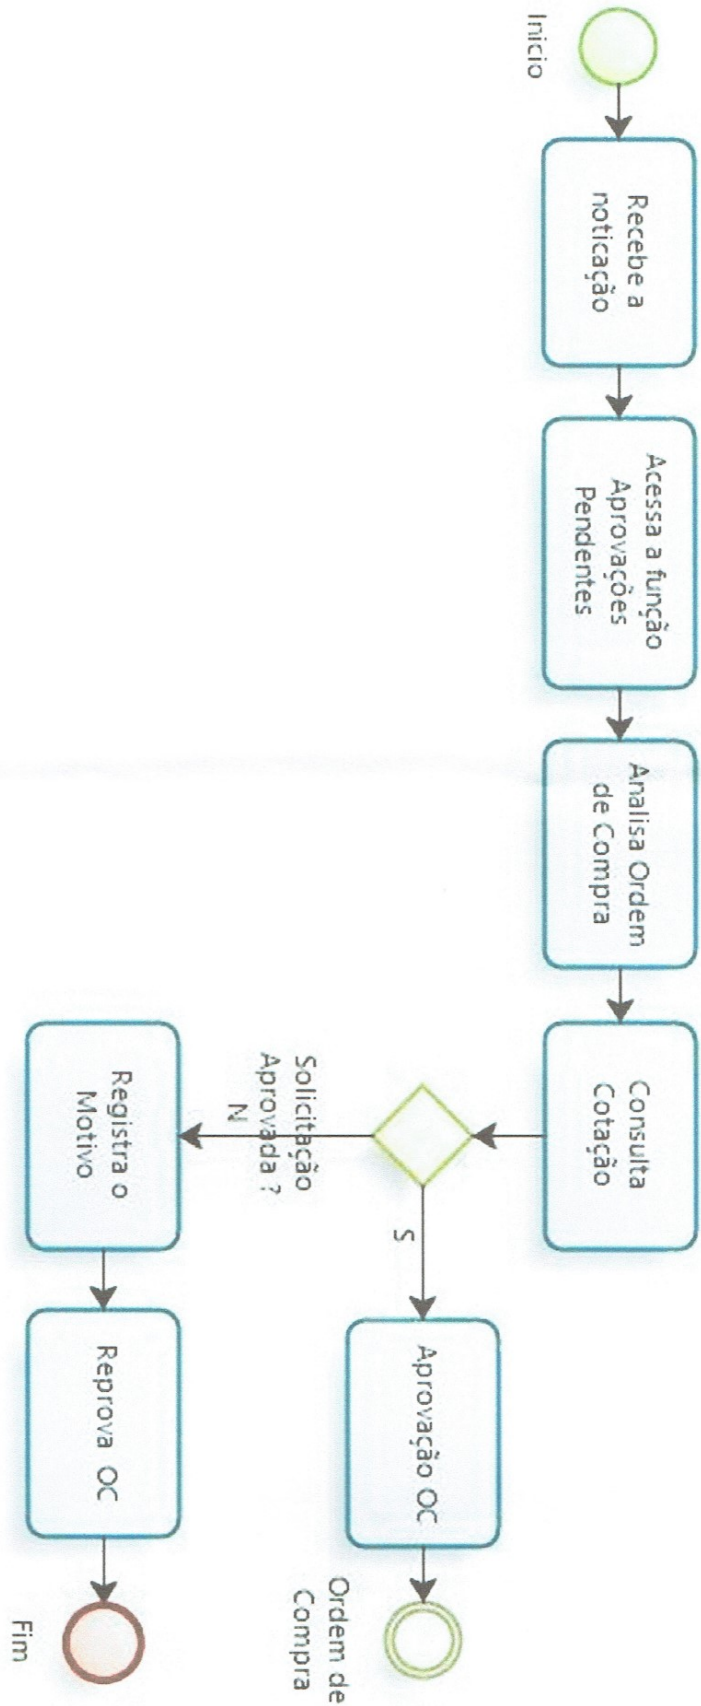 Inicio
Recebe a
noticação
Acessa a função
Aprovações
Pendentes
Analisa Ordem
de Compra
Consulta
Cotação
Solicitação
Aprovada ?
N
S
Aprovação OC
Ordem de
Compra
Registra o
Motivo
Reprova OC
Fim